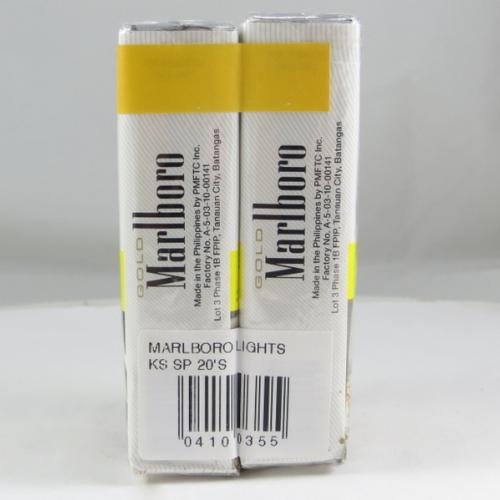 GOLD
Marlboro
Made in the Philippines by PMFTC Inc.
Factory No. A-5-03-10-00141
Lot 3 Phase 1B FPIP, Tanauan City, Batangas
GOLD
Marlboro
Made in the Philippines by PMFTC Inc.
Factory No. A-5-03-10-00141
Lot 3 Phase 1B FPIP, Tanauan City, Batangas
MARLBORO LIGHTS
KS SP 20'S
04100355